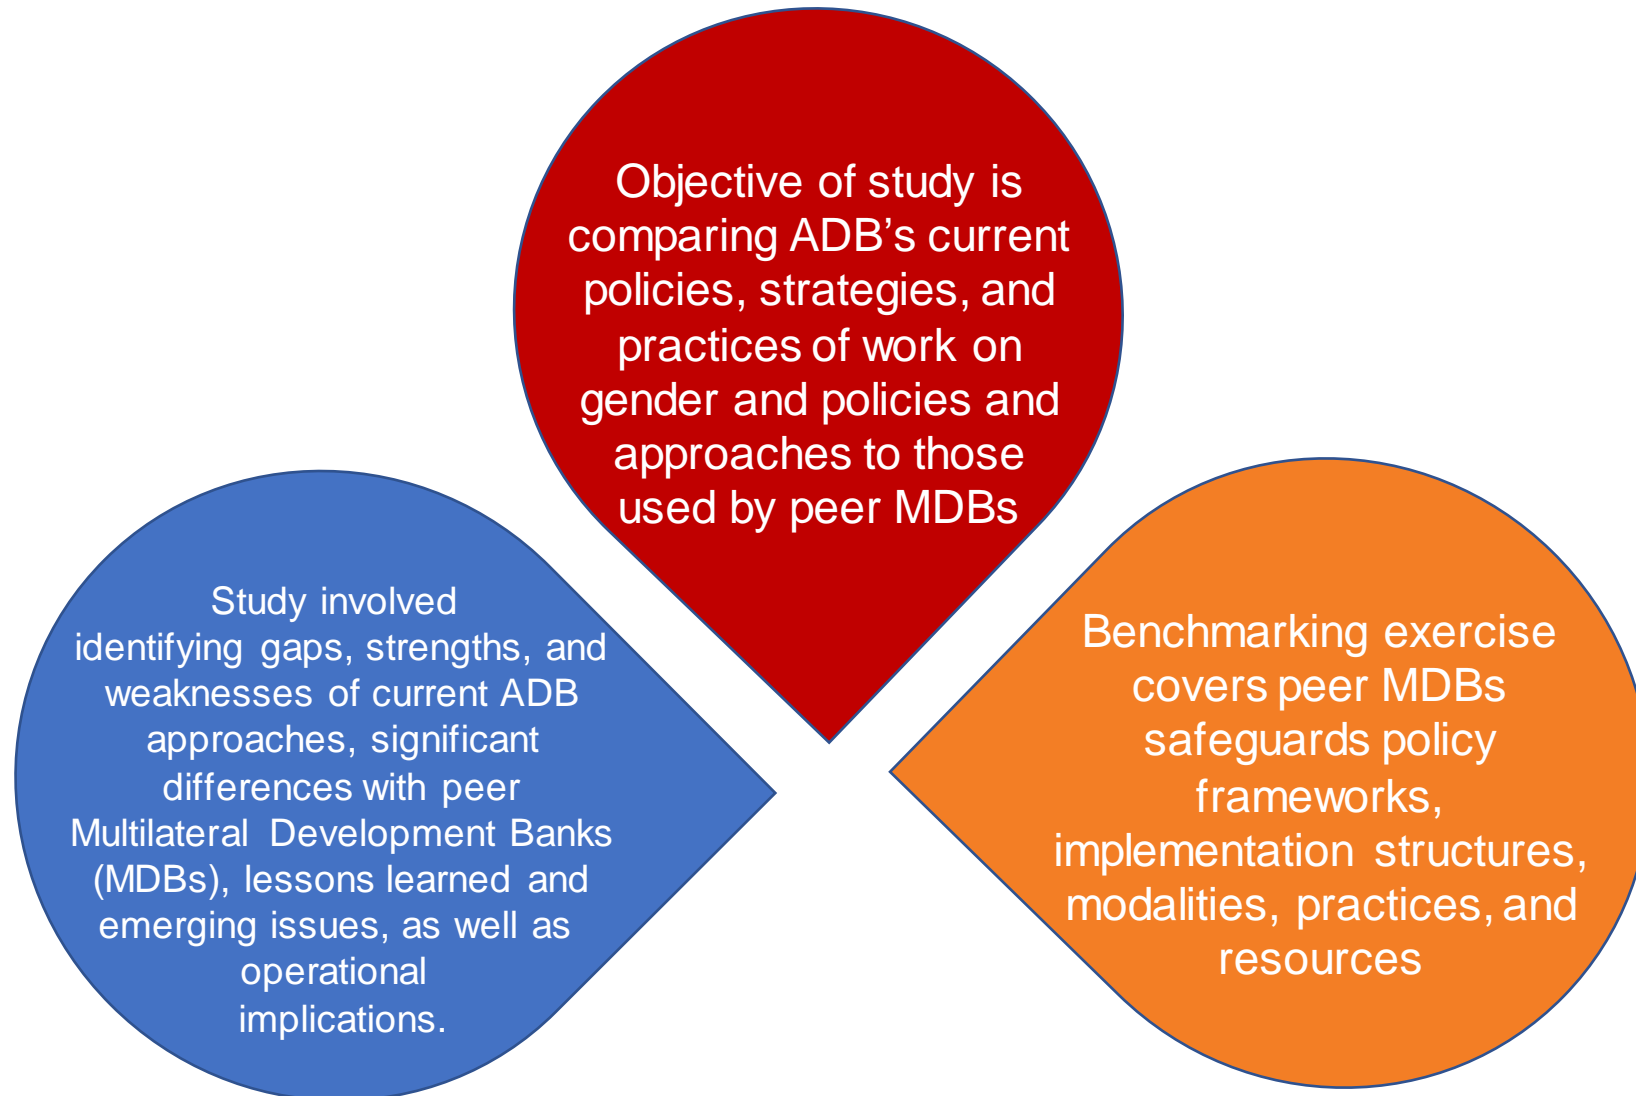 Objective of study is
comparing ADB’s current
policies, strategies, and
practices of work on
gender and policies and
approaches to those
used by peer MDBs
Study involved
identifying gaps, strengths, and
weaknesses of current ADB
approaches, significant
differences with peer
Multilateral Development Banks
(MDBs), lessons learned and
emerging issues, as well as
operational
implications.
Benchmarking exercise
covers peer MDBs
safeguards policy
frameworks,
implementation structures,
modalities, practices, and
resources